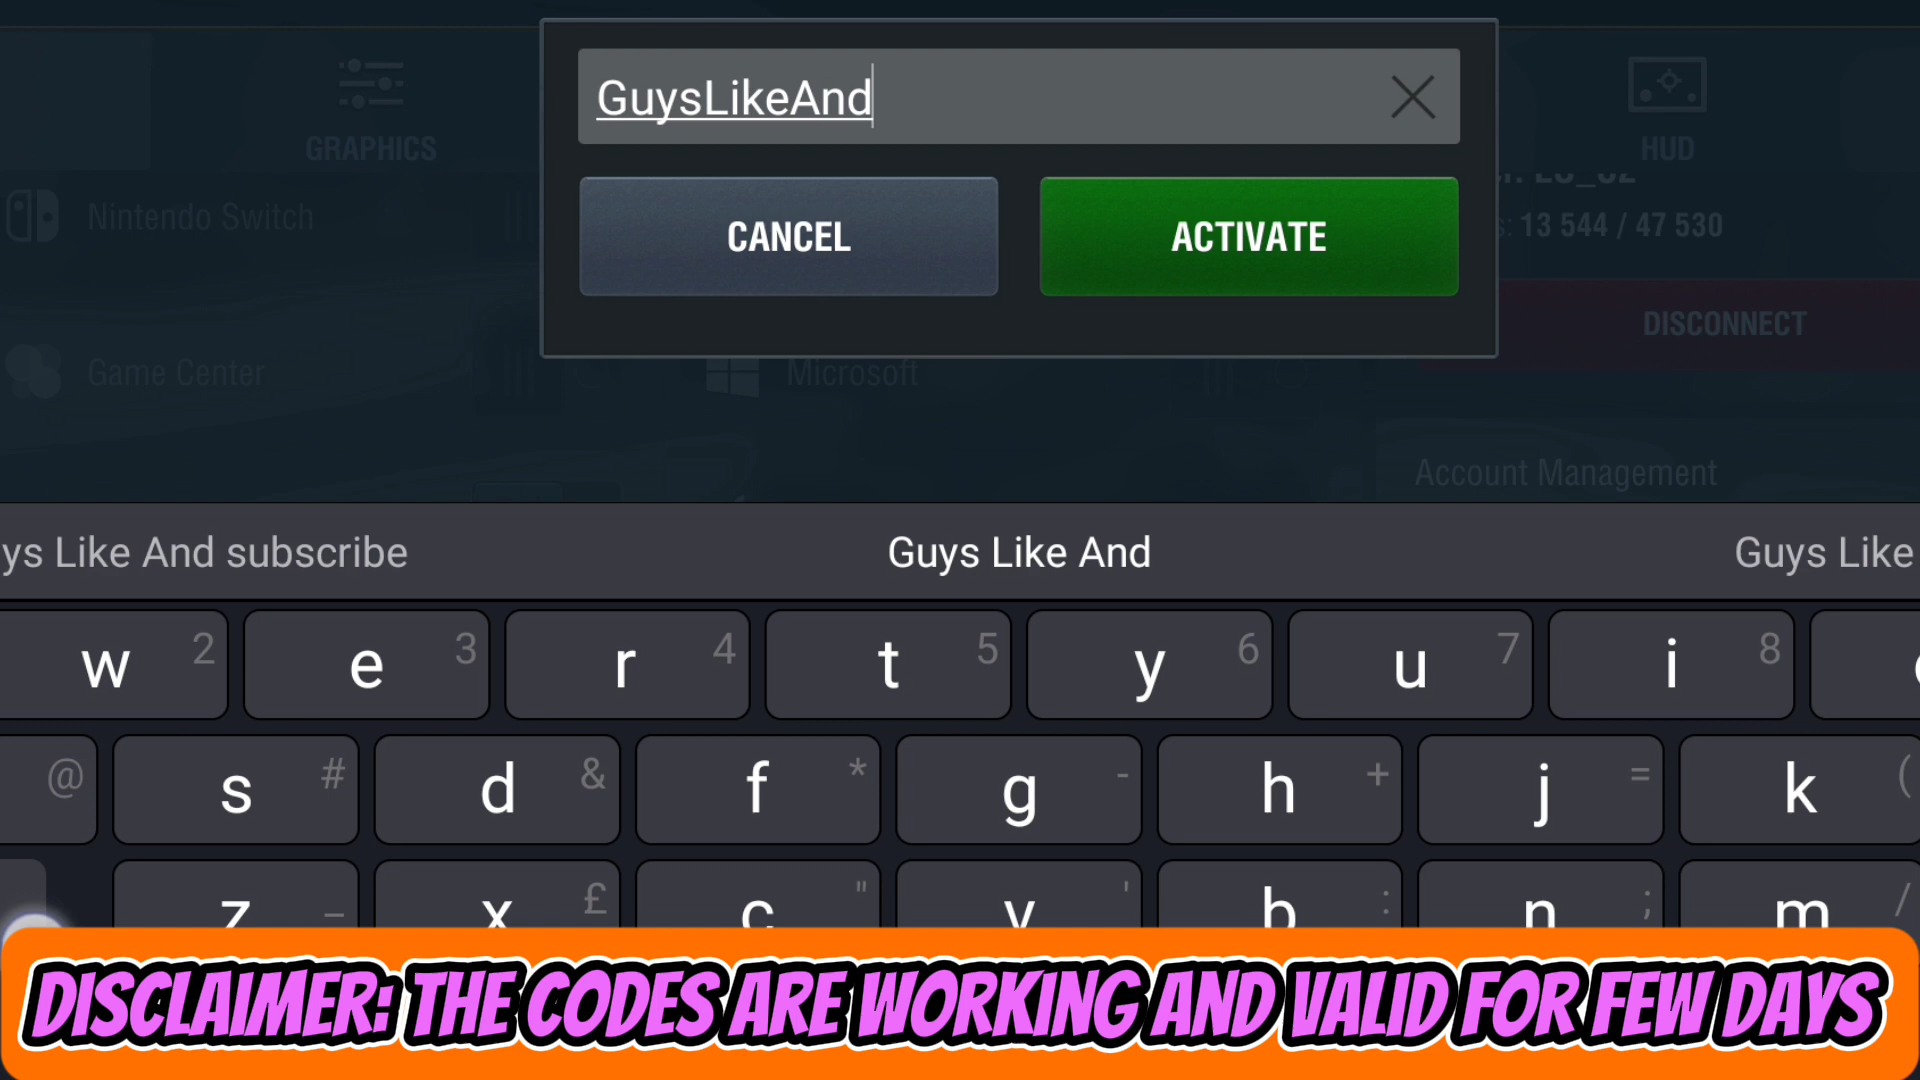 GuysLikeAnd
CANCEL
ACTIVATE
GRAPHICS
HUD
Nintendo Switch
13 544 / 47 530
DISCONNECT
Game Center
Microsoft
Account Management
ys Like And subscribe
Guys Like And
Guys Like
w 2 e 3 r 4 t 5 y 6 u 7 i 8
@ s # d & f * g - h + j = k (
z _ x £ c " v ' b : n ; m /
DISCLAIMER: THE CODES ARE WORKING AND VALID FOR FEW DAYS